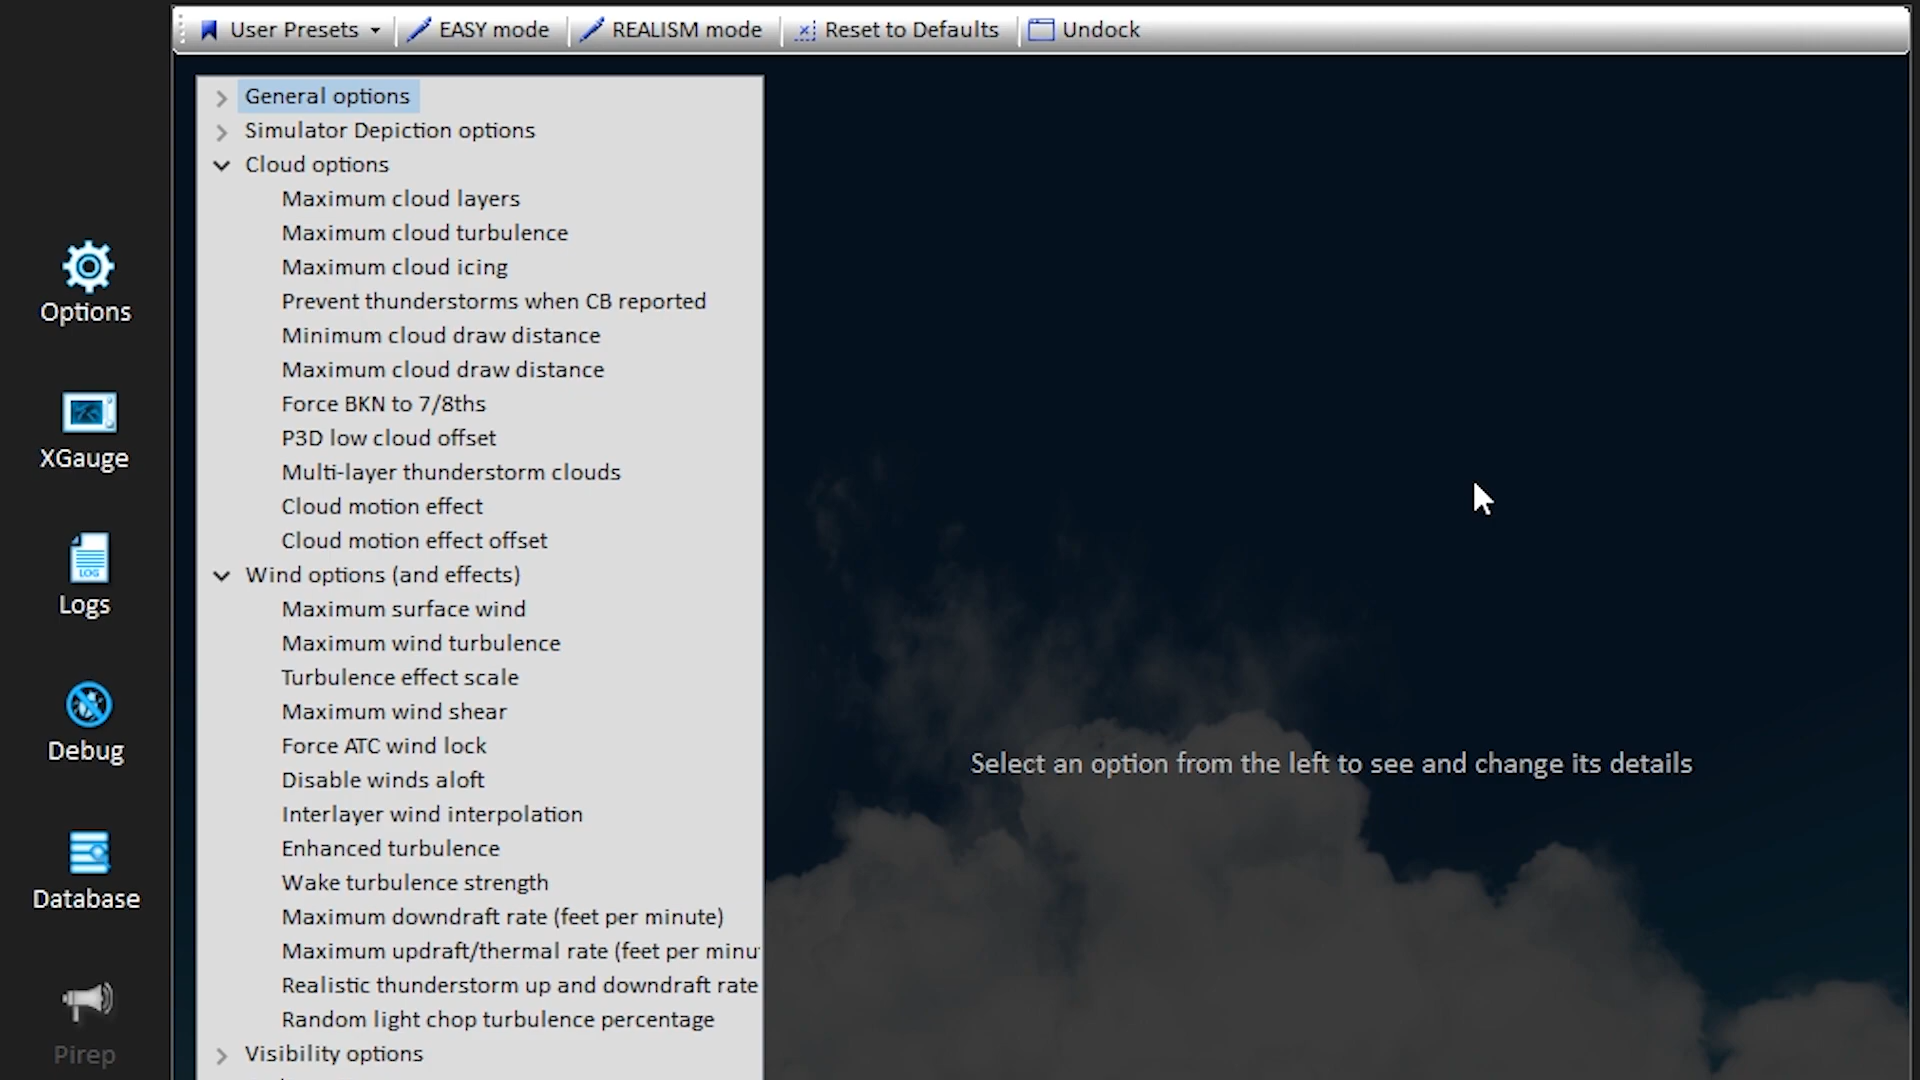 User Presets
EASY mode
REALISM mode
Reset to Defaults
Undock
General options
Simulator Depiction options
Cloud options
Maximum cloud layers
Maximum cloud turbulence
Maximum cloud icing
Prevent thunderstorms when CB reported
Minimum cloud draw distance
Maximum cloud draw distance
Force BKN to 7/8ths
P3D low cloud offset
Multi-layer thunderstorm clouds
Cloud motion effect
Cloud motion effect offset
Wind options (and effects)
Maximum surface wind
Maximum wind turbulence
Turbulence effect scale
Maximum wind shear
Force ATC wind lock
Disable winds aloft
Interlayer wind interpolation
Enhanced turbulence
Wake turbulence strength
Maximum downdraft rate (feet per minute)
Maximum updraft/thermal rate (feet per minu
Realistic thunderstorm up and downdraft rate
Random light chop turbulence percentage
Visibility options
Options
XGauge
LOG
Logs
Debug
Database
Pirep
Select an option from the left to see and change its details